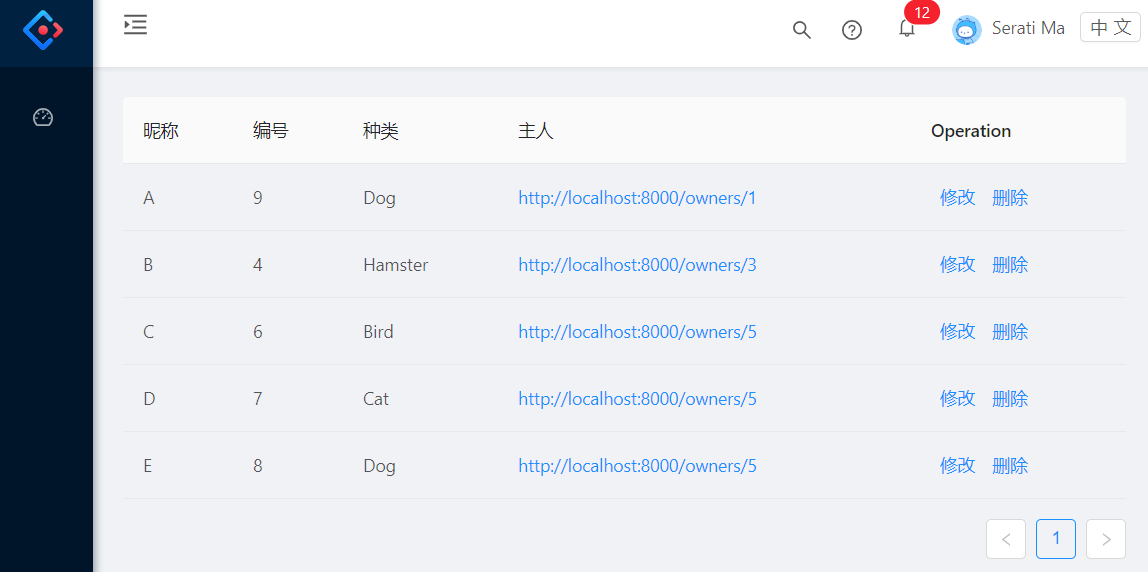 12
Serati Ma 中 文
昵称 编号 种类 主人 Operation
A 9 Dog http://localhost:8000/owners/1 修改 删除
B 4 Hamster http://localhost:8000/owners/3 修改 删除
C 6 Bird http://localhost:8000/owners/5 修改 删除
D 7 Cat http://localhost:8000/owners/5 修改 删除
E 8 Dog http://localhost:8000/owners/5 修改 删除
1